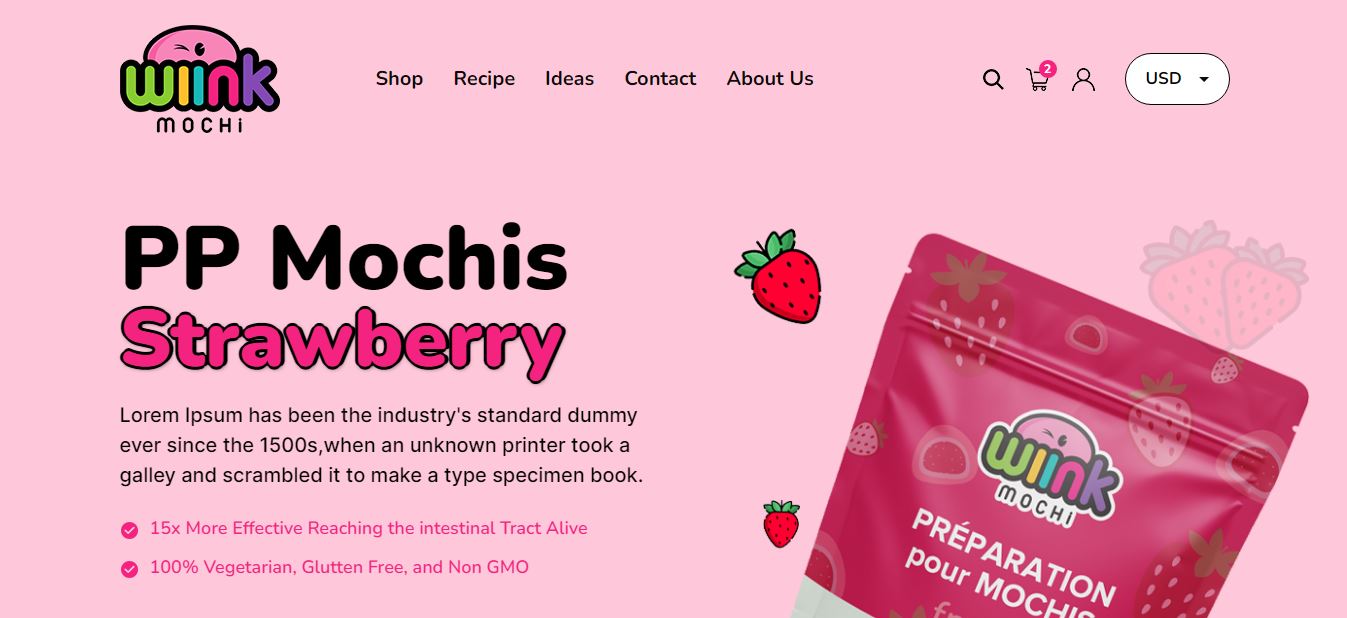 wiink
MOCHi
Shop Recipe Ideas Contact About Us
2
USD
PP Mochis
Strawberry
Lorem Ipsum has been the industry's standard dummy
ever since the 1500s,when an unknown printer took a
galley and scrambled it to make a type specimen book.
15x More Effective Reaching the intestinal Tract Alive
100% Vegetarian, Glutten Free, and Non GMO
wiink
MOCHi
PRÉPARATION
pour MOCHIS